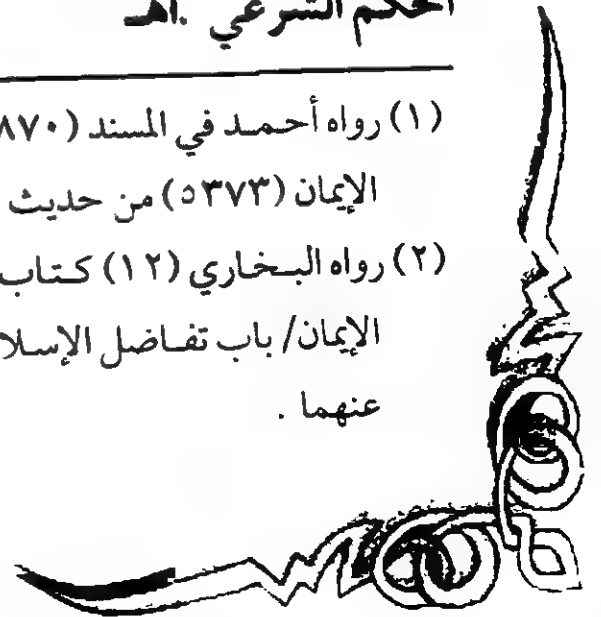 الحكم الشرعي .اهـ
(١) رواه أحمد في المسند (٨٧٠
الإيمان (٥٣٧٣) من حديث
(٢) رواه البخاري (١٢) كتاب
الإيمان/ باب تفاضل الإسلا
عنهما .